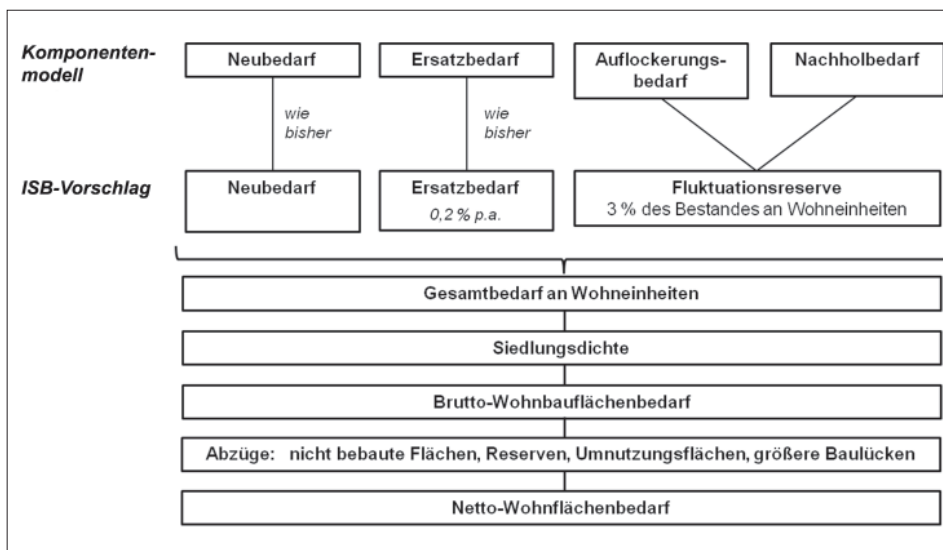 Komponenten-
modell
Neubedarf
Ersatzbedarf
Auflockerungs-
bedarf
Nachholbedarf
wie
bisher
wie
bisher
ISB-Vorschlag
Neubedarf
Ersatzbedarf
0,2 % p.a.
Fluktuationsreserve
3 % des Bestandes an Wohneinheiten
Gesamtbedarf an Wohneinheiten
Siedlungsdichte
Brutto-Wohnbauflächenbedarf
Abzüge: nicht bebaute Flächen, Reserven, Umnutzungsflächen, größere Baulücken
Netto-Wohnflächenbedarf